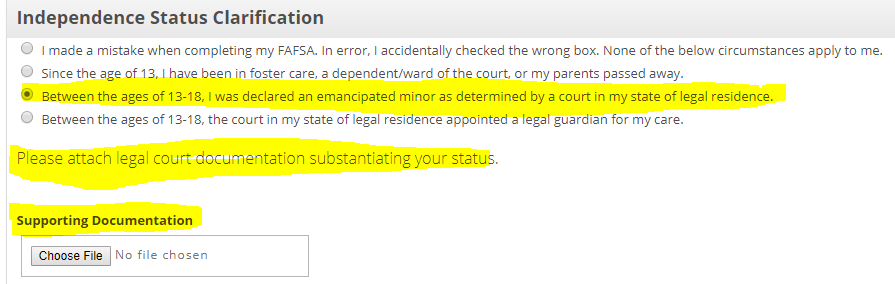 Independence Status Clarification
I made a mistake when completing my FAFSA. In error, I accidentally checked the wrong box. None of the below circumstances apply to me.
Since the age of 13, I have been in foster care, a dependent/ward of the court, or my parents passed away.
Between the ages of 13-18, I was declared an emancipated minor as determined by a court in my state of legal residence.
Between the ages of 13-18, the court in my state of legal residence appointed a legal guardian for my care.
Please attach legal court documentation substantiating your status.
Supporting Documentation
Choose File No file chosen